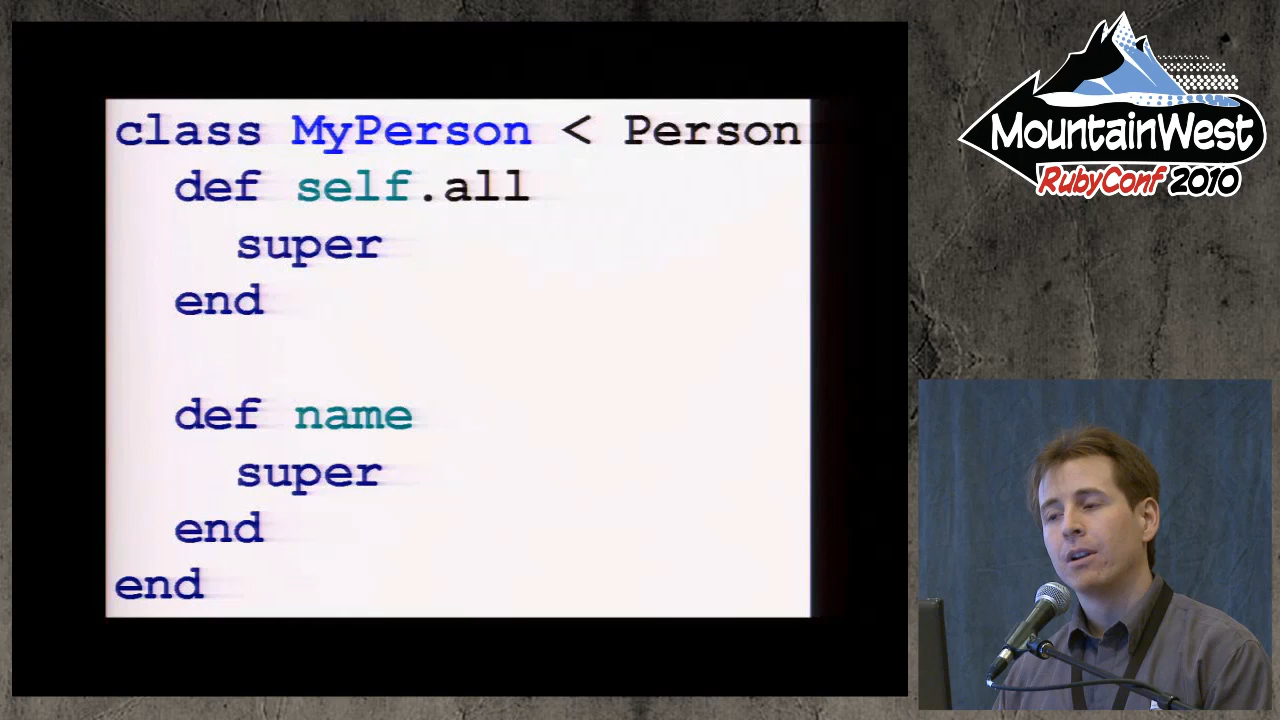 class MyPerson < Person
  def self.all
    super
  end

  def name
    super
  end
end
MountainWest
RubyConf 2010